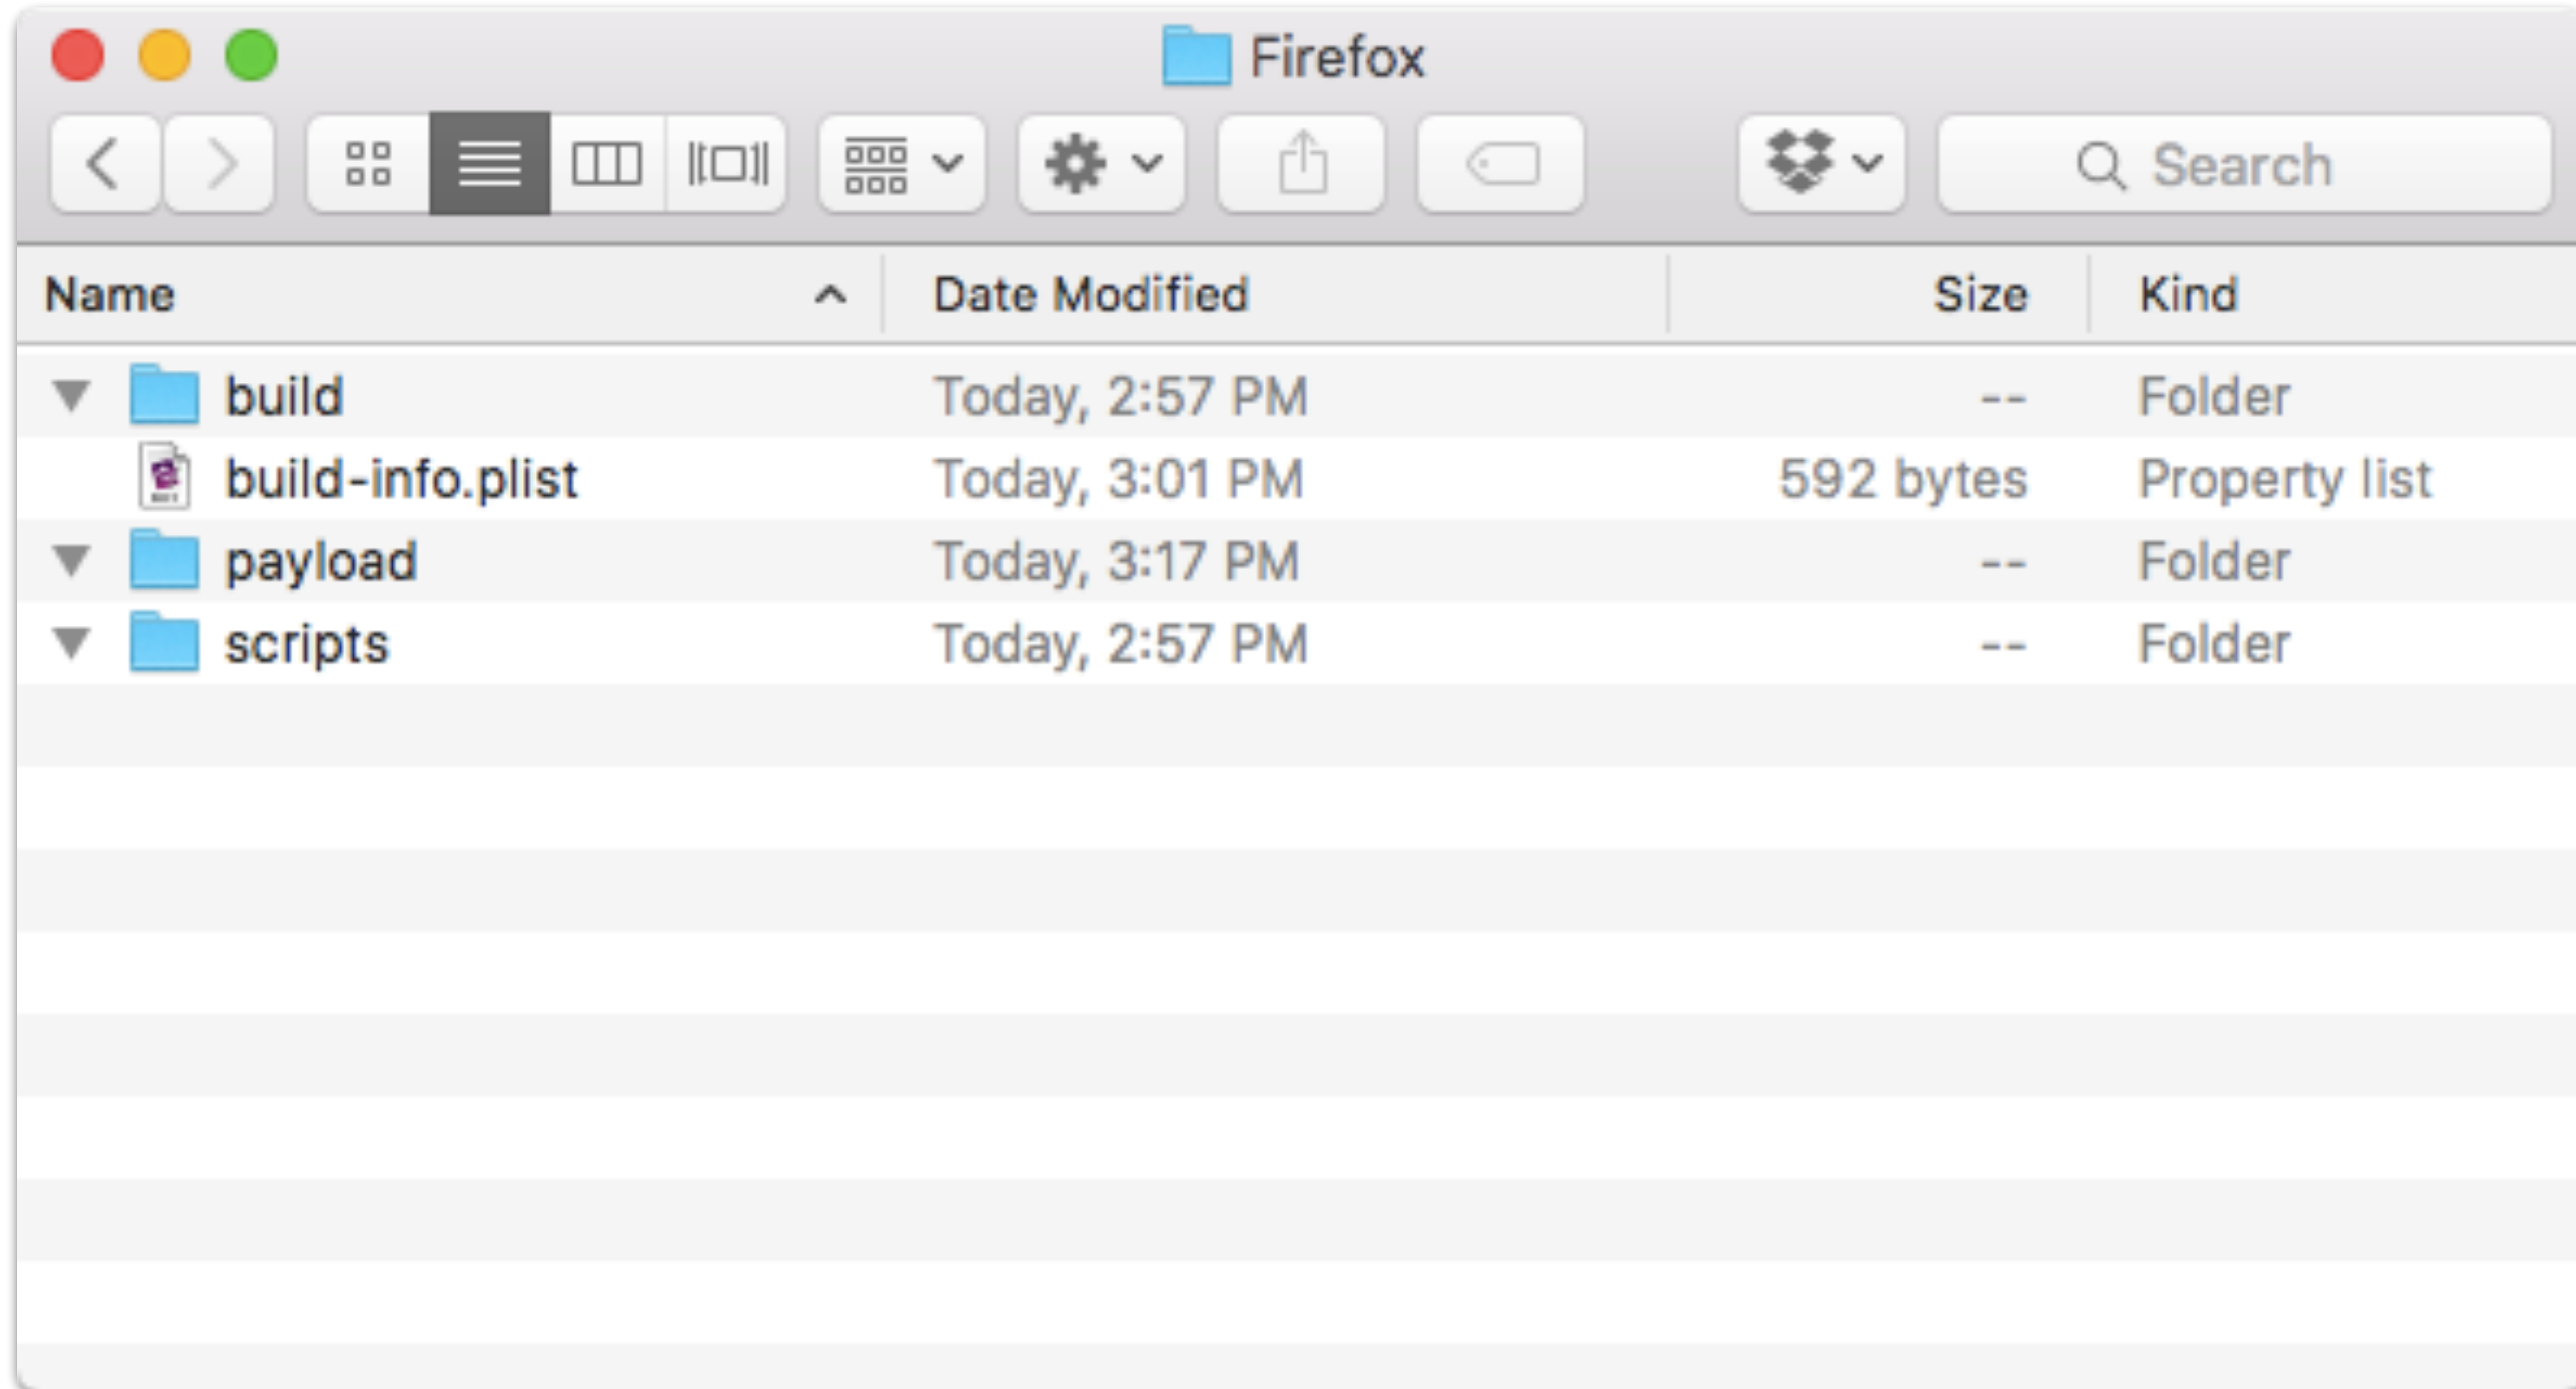 Firefox
Search
Name Date Modified Size Kind
build Today, 2:57 PM -- Folder
build-info.plist Today, 3:01 PM 592 bytes Property list
payload Today, 3:17 PM -- Folder
scripts Today, 2:57 PM -- Folder